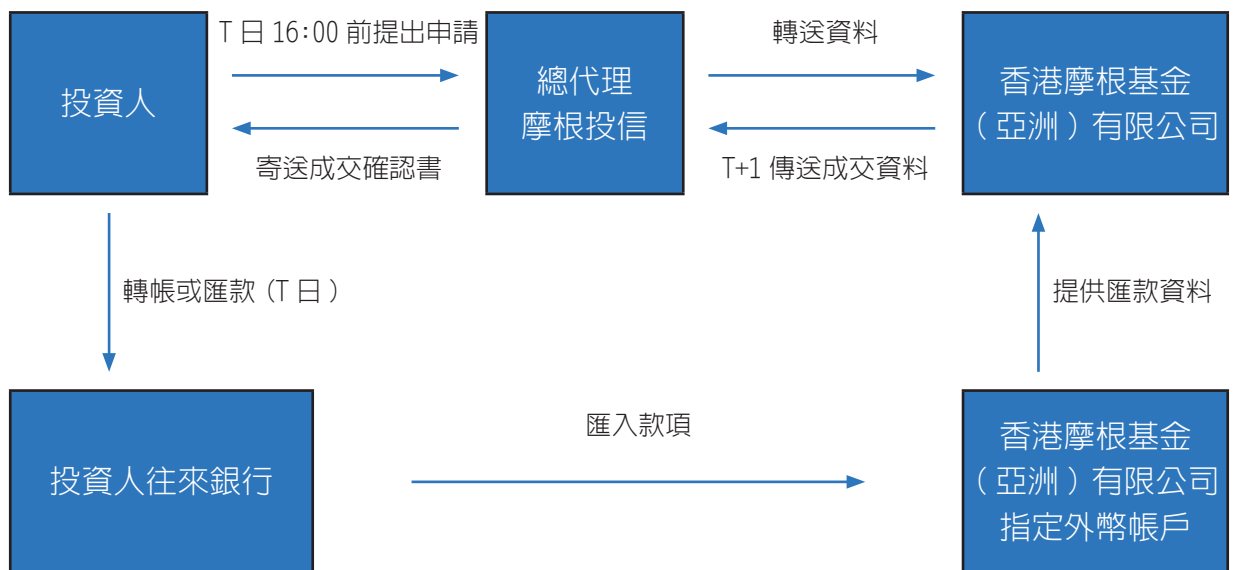 T 日 16:00 前提出申請
轉送資料
投資人
總代理
摩根投信
香港摩根基金
（亞洲）有限公司
寄送成交確認書
T+1 傳送成交資料
轉帳或匯款 (T 日 )
提供匯款資料
匯入款項
投資人往來銀行
香港摩根基金
（亞洲）有限公司
指定外幣帳戶